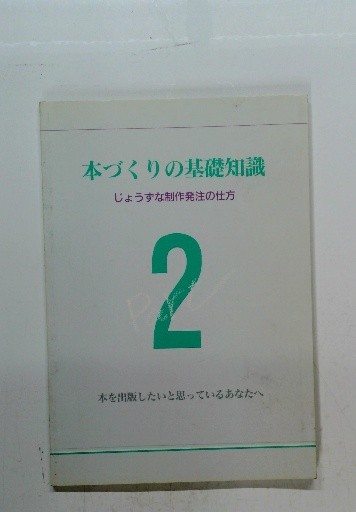 本づくりの基礎知識
じょうずな制作発注の仕方
2
本を出版したいと思っているあなたへ